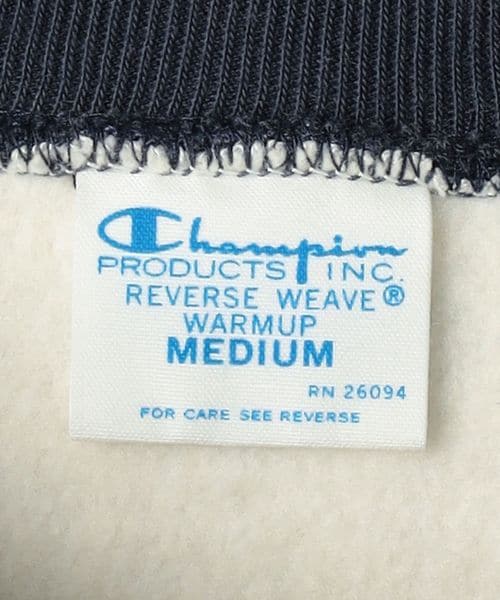 Champion
PRODUCTS INC.
REVERSE WEAVE®
WARMUP
MEDIUM
RN 26094
FOR CARE SEE REVERSE